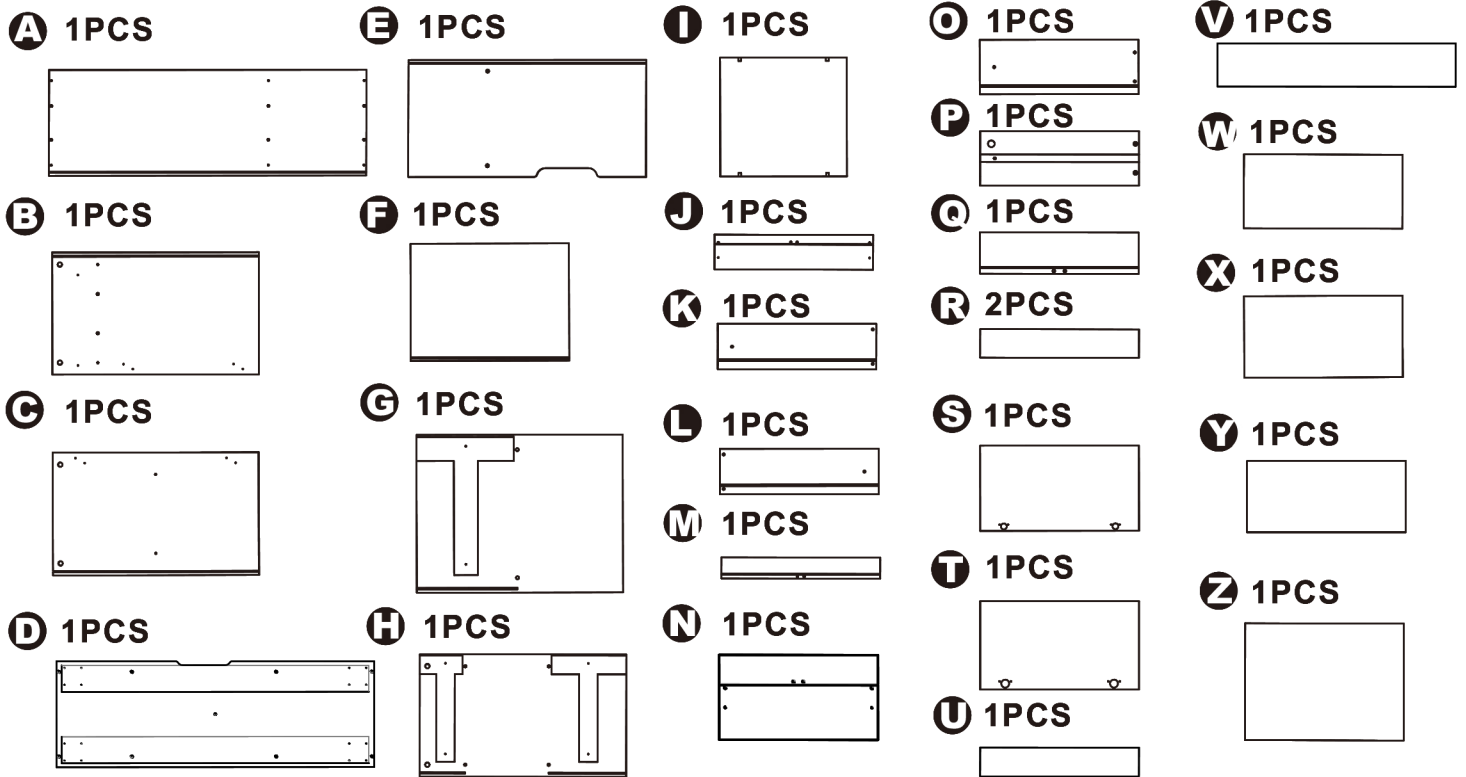 A 1PCS
B 1PCS
C 1PCS
D 1PCS
E 1PCS
F 1PCS
G 1PCS
H 1PCS
I 1PCS
J 1PCS
K 1PCS
L 1PCS
M 1PCS
N 1PCS
O 1PCS
P 1PCS
Q 1PCS
R 2PCS
S 1PCS
T 1PCS
U 1PCS
V 1PCS
W 1PCS
X 1PCS
Y 1PCS
Z 1PCS